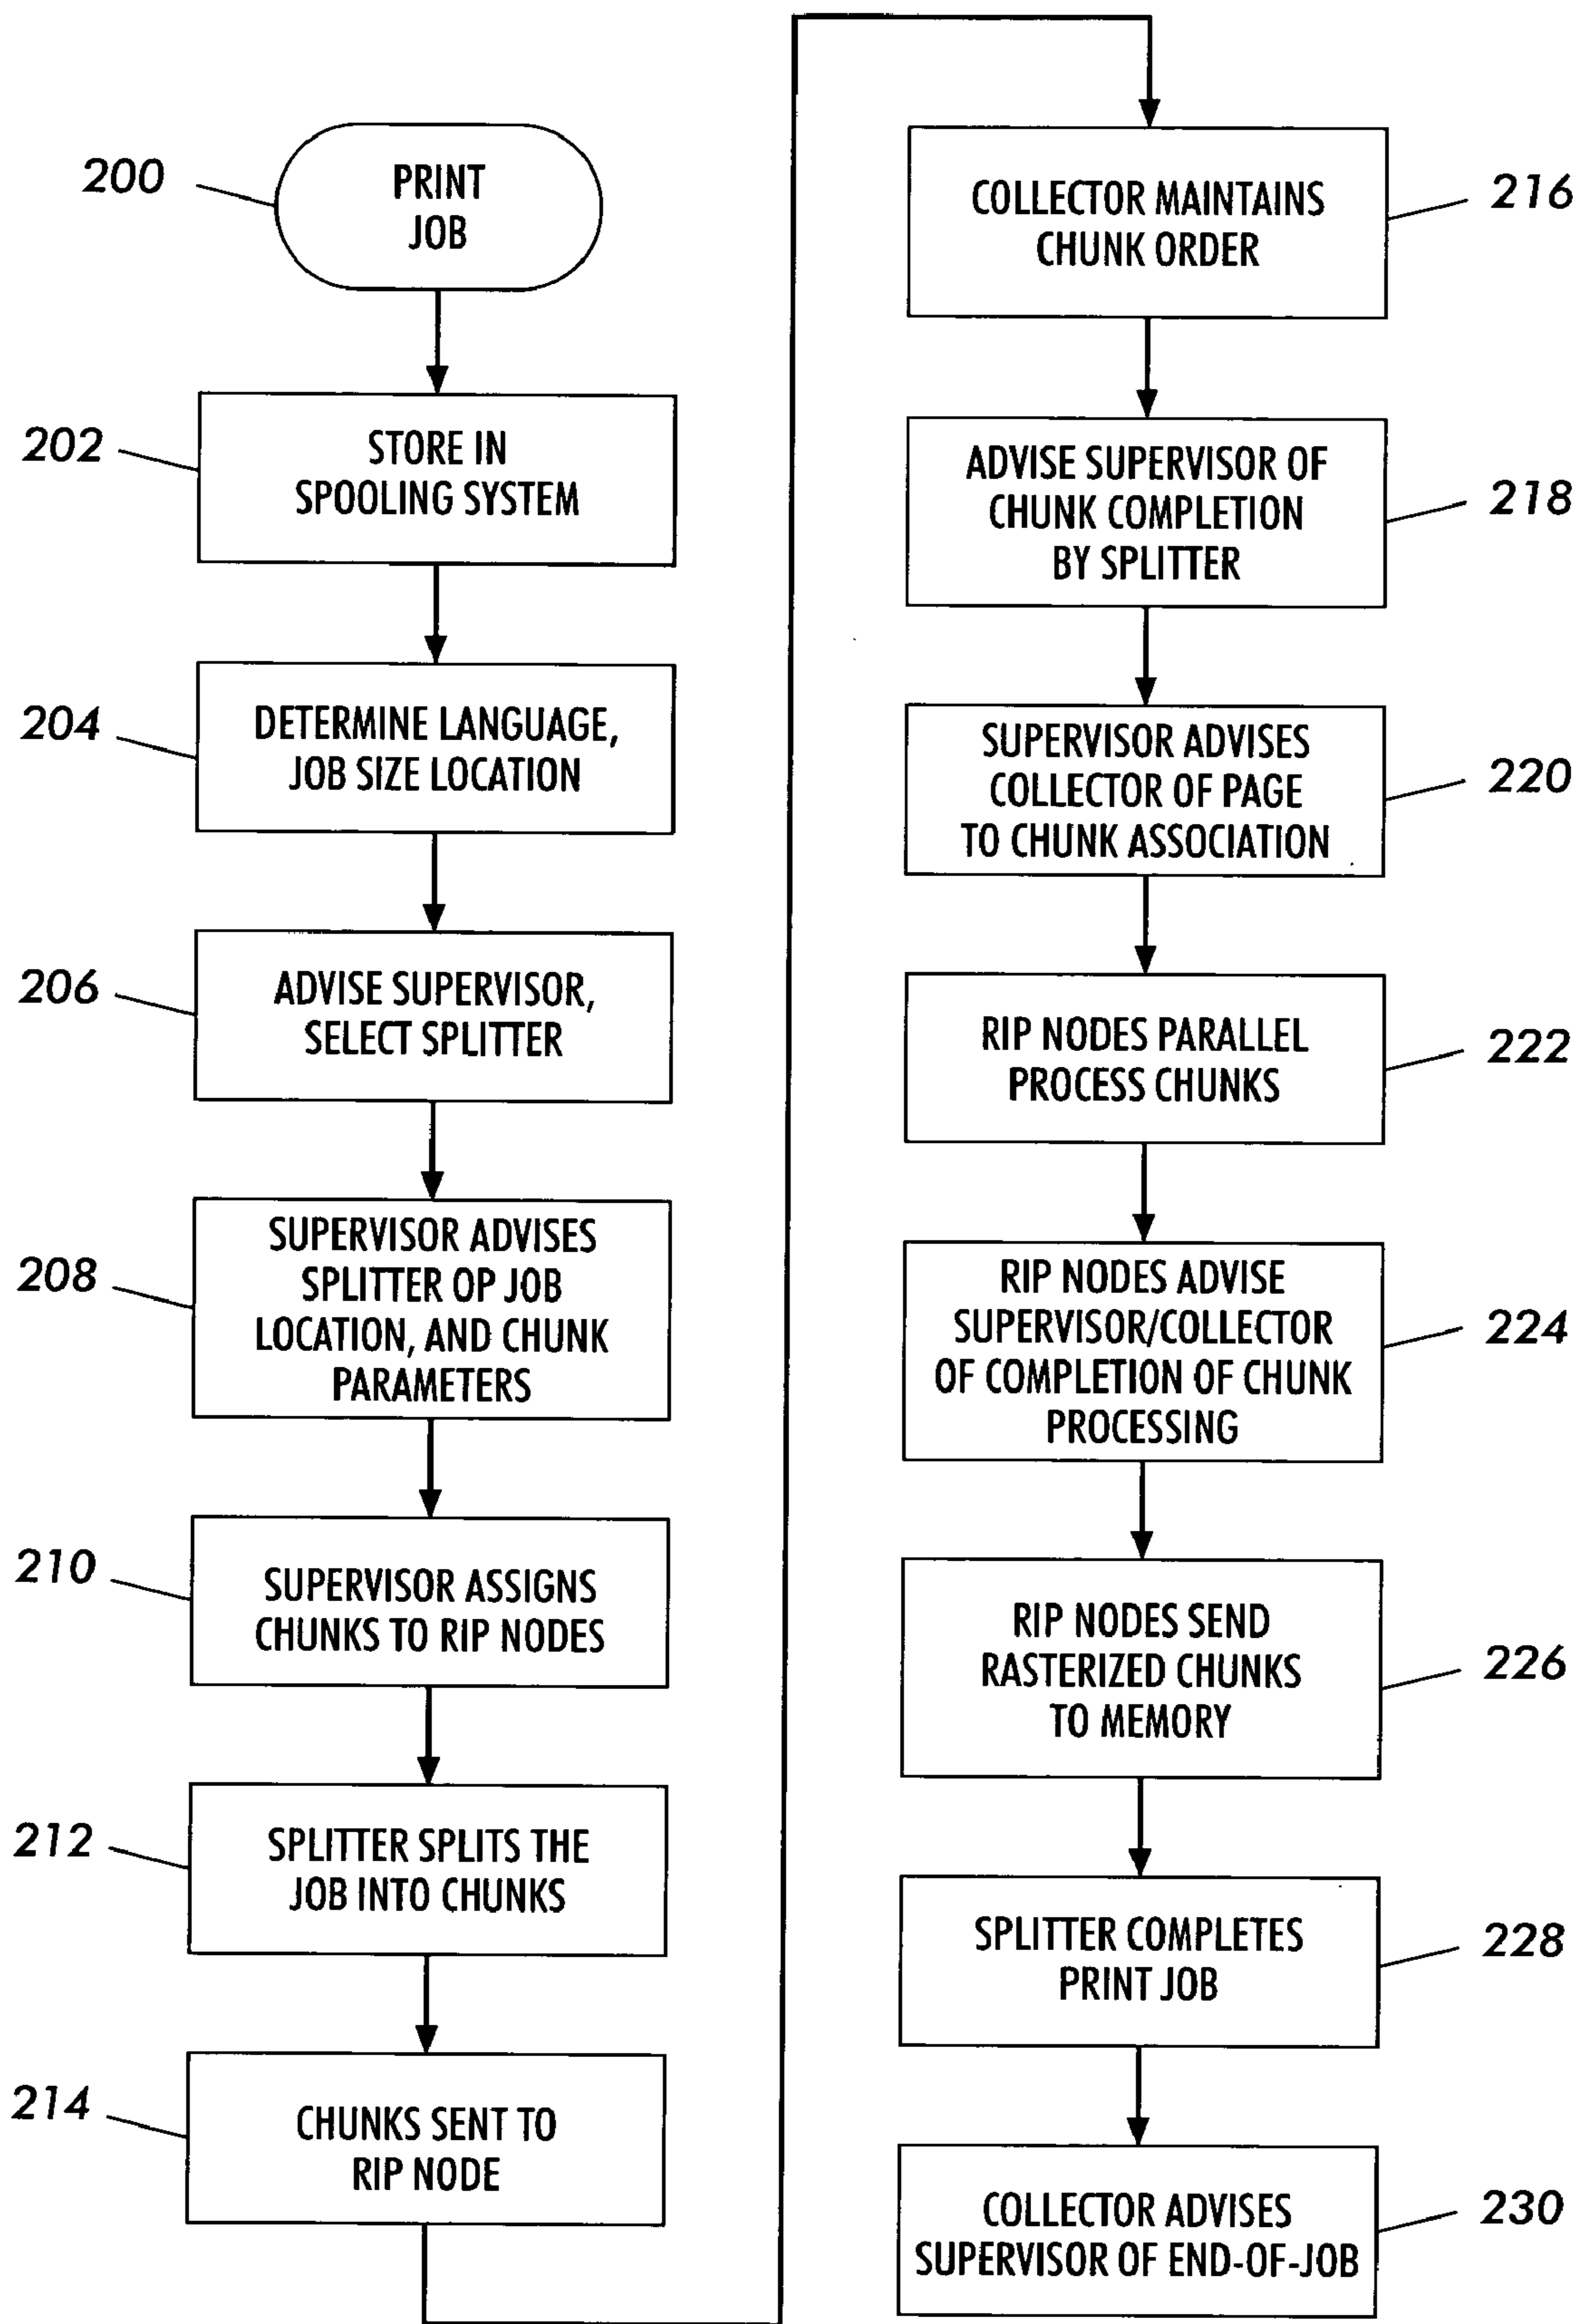 200
PRINT
JOB
202
STORE IN
SPOOLING SYSTEM
204
DETERMINE LANGUAGE,
JOB SIZE LOCATION
206
ADVISE SUPERVISOR,
SELECT SPLITTER
208
SUPERVISOR ADVISES
SPLITTER OP JOB
LOCATION, AND CHUNK
PARAMETERS
210
SUPERVISOR ASSIGNS
CHUNKS TO RIP NODES
212
SPLITTER SPLITS THE
JOB INTO CHUNKS
214
CHUNKS SENT TO
RIP NODE
COLLECTOR MAINTAINS
CHUNK ORDER
216
ADVISE SUPERVISOR OF
CHUNK COMPLETION
BY SPLITTER
218
SUPERVISOR ADVISES
COLLECTOR OF PAGE
TO CHUNK ASSOCIATION
220
RIP NODES PARALLEL
PROCESS CHUNKS
222
RIP NODES ADVISE
SUPERVISOR/COLLECTOR
OF COMPLETION OF CHUNK
PROCESSING
224
RIP NODES SEND
RASTERIZED CHUNKS
TO MEMORY
226
SPLITTER COMPLETES
PRINT JOB
228
COLLECTOR ADVISES
SUPERVISOR OF END-OF-JOB
230